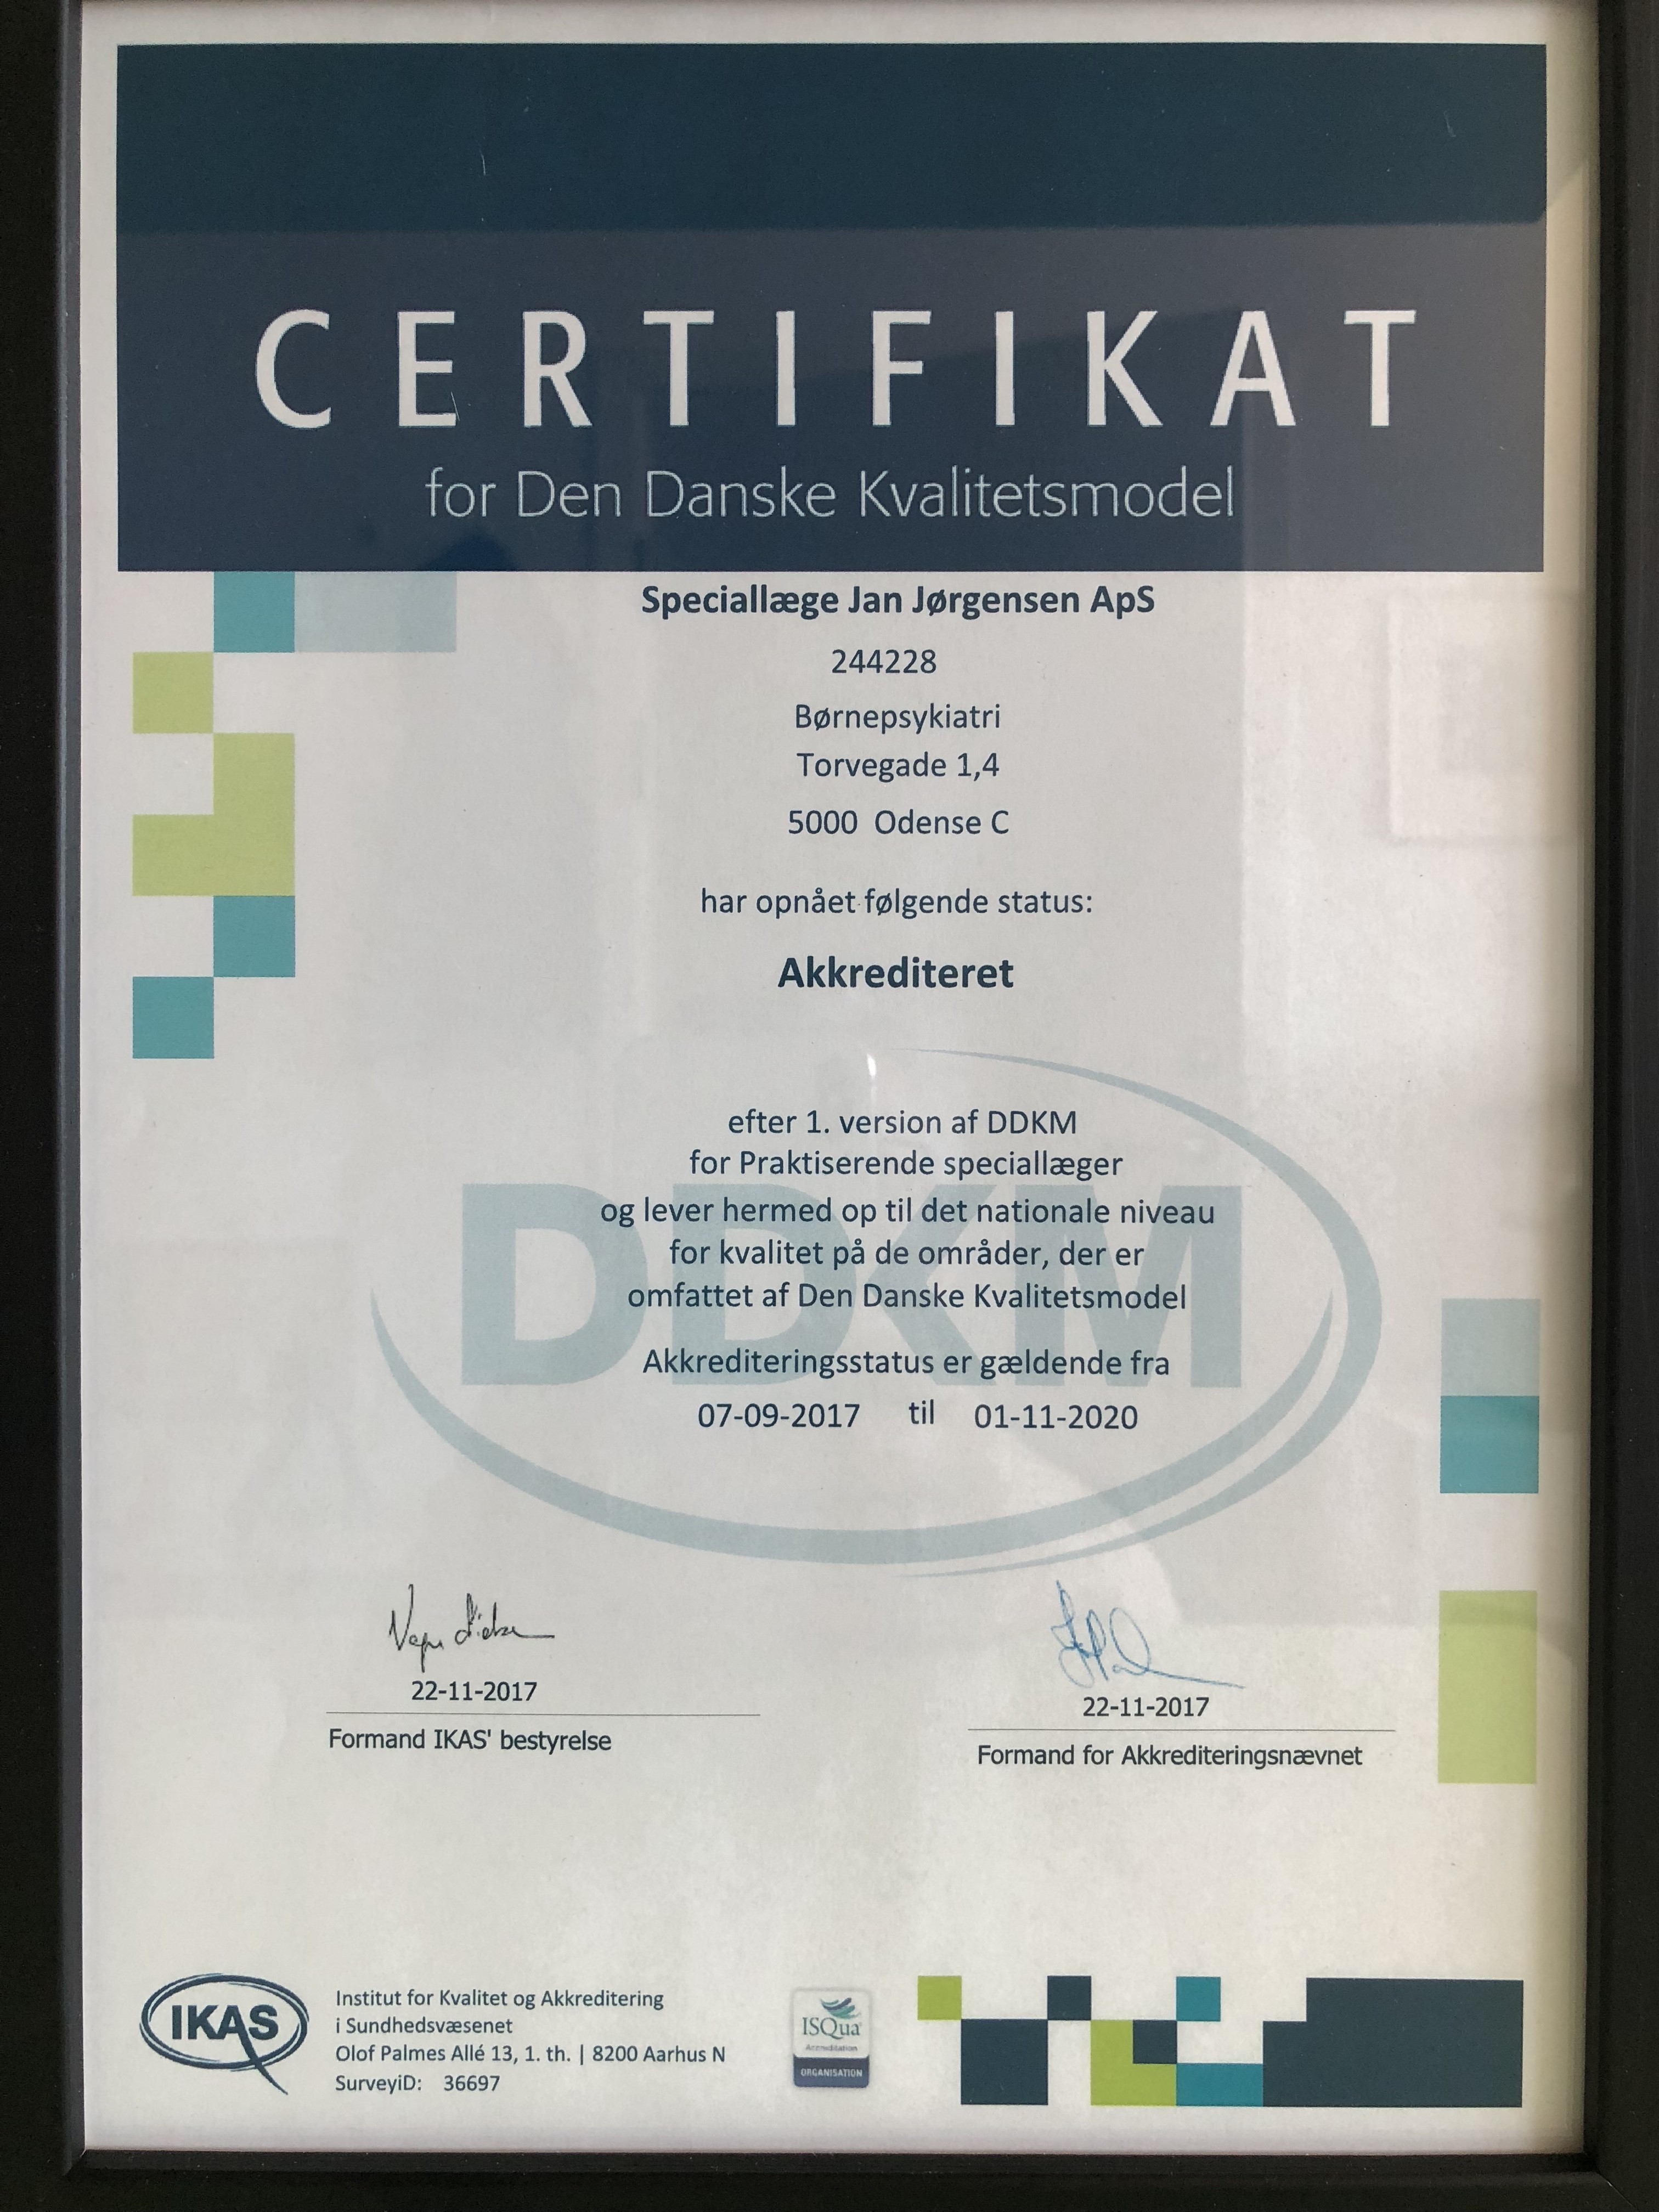 CERTIFIKAT
for Den Danske Kvalitetsmodel
Speciallæge Jan Jørgensen ApS
244228
Børnepsykiatri
Torvegade 1,4
5000 Odense C
har opnået følgende status:
Akkrediteret
DDKM
efter 1. version af DDKM
for Praktiserende speciallæger
og lever hermed op til det nationale niveau
for kvalitet på de områder, der er
omfattet af Den Danske Kvalitetsmodel
Akkrediteringsstatus er gældende fra
07-09-2017 til 01-11-2020
22-11-2017
Formand IKAS' bestyrelse
22-11-2017
Formand for Akkrediteringsnævnet
IKAS
Institut for Kvalitet og Akkreditering
i Sundhedsvæsenet
Olof Palmes Allé 13, 1. th. | 8200 Aarhus N
SurveyiD: 36697
ISQua
Accreditation
ORGANISATION